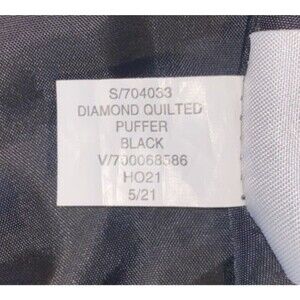 S/704033
DIAMOND QUILTED
PUFFER
BLACK
V/700068586
HO21
5/21